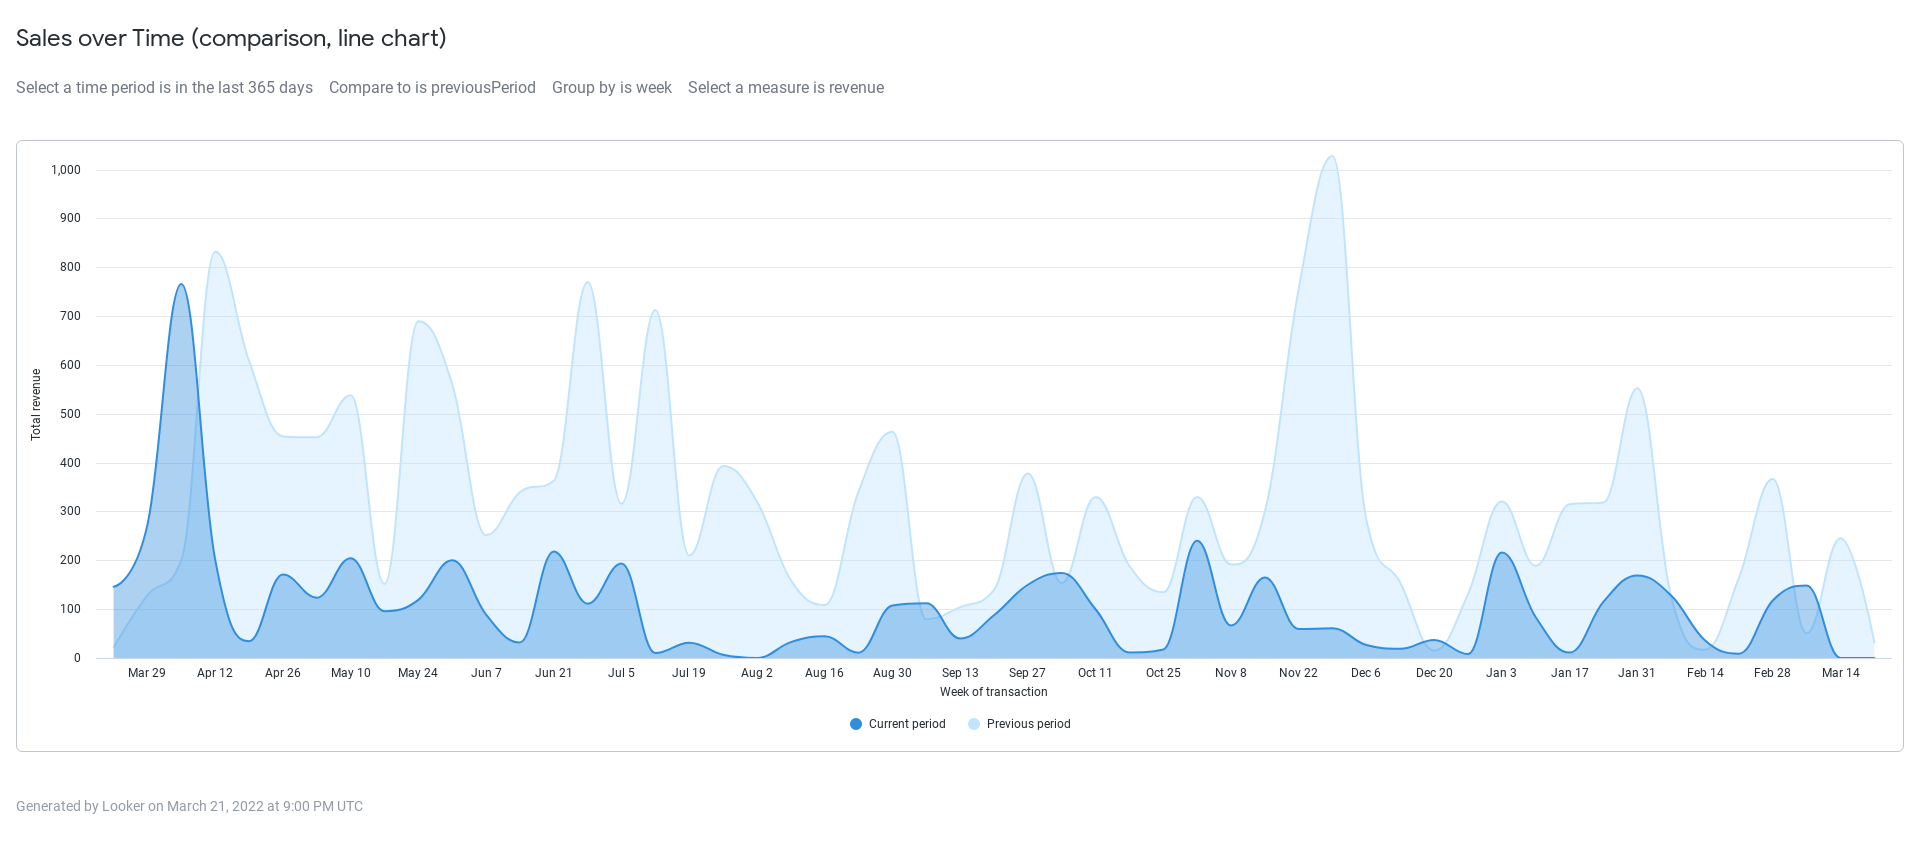 Sales over Time (comparison, line chart)
Select a time period is in the last 365 days Compare to is previousPeriod Group by is week Select a measure is revenue
1,000
900
800
700
600
500
400
300
200
100
0
Total revenue
Mar 29 Apr 12 Apr 26 May 10 May 24 Jun 7 Jun 21 Jul 5 Jul 19 Aug 2 Aug 16 Aug 30 Sep 13 Sep 27 Oct 11 Oct 25 Nov 8 Nov 22 Dec 6 Dec 20 Jan 3 Jan 17 Jan 31 Feb 14 Feb 28 Mar 14
Week of transaction
Current period Previous period
Generated by Looker on March 21, 2022 at 9:00 PM UTC